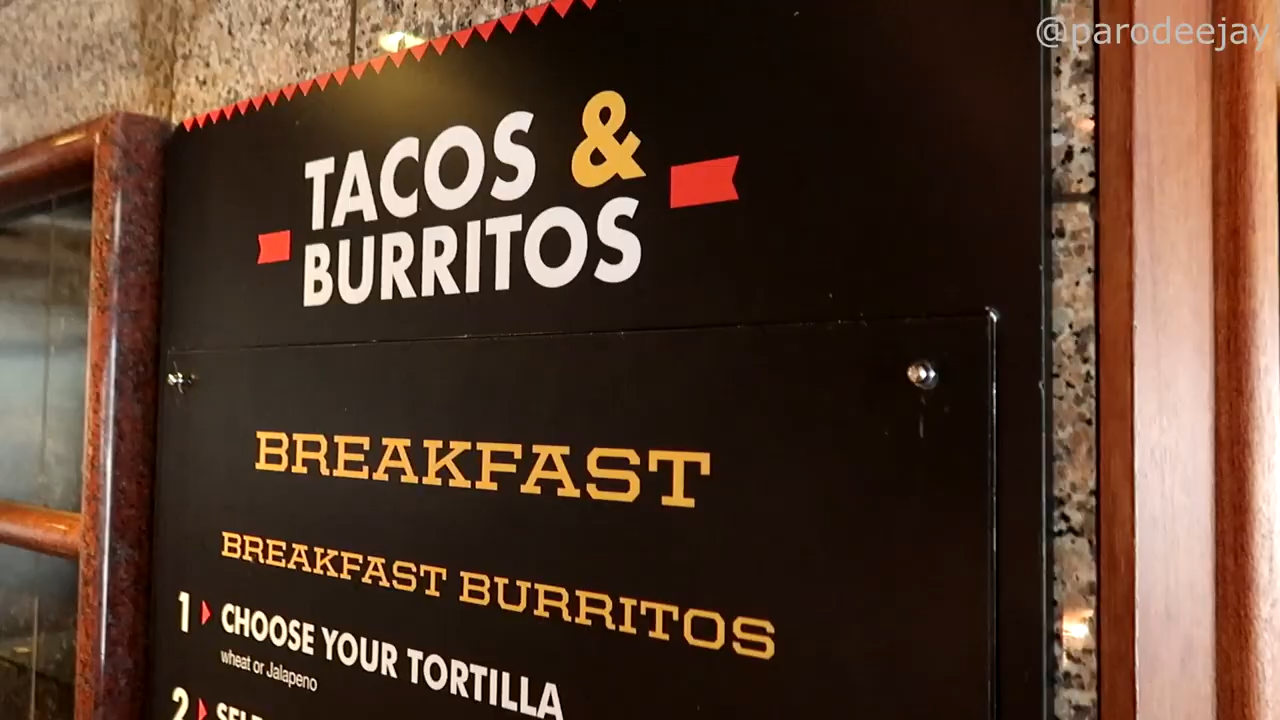 @parodeejay
TACOS &
BURRITOS
BREAKFAST
BREAKFAST BURRITOS
1 CHOOSE YOUR TORTILLA
wheat or Jalapeno
2